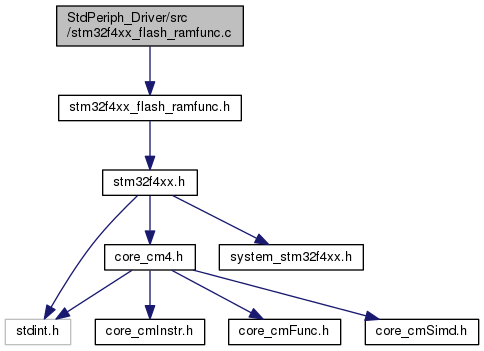 StdPeriph_Driver/src
/stm32f4xx_flash_ramfunc.c
stm32f4xx_flash_ramfunc.h
stm32f4xx.h
core_cm4.h
system_stm32f4xx.h
stdint.h
core_cmInstr.h
core_cmFunc.h
core_cmSimd.h